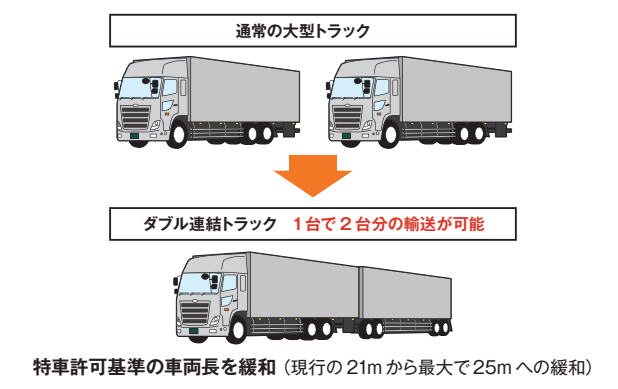 通常の大型トラック
ダブル連結トラック 1台で2台分の輸送が可能
特車許可基準の車両長を緩和（現行の21mから最大で25mへの緩和）